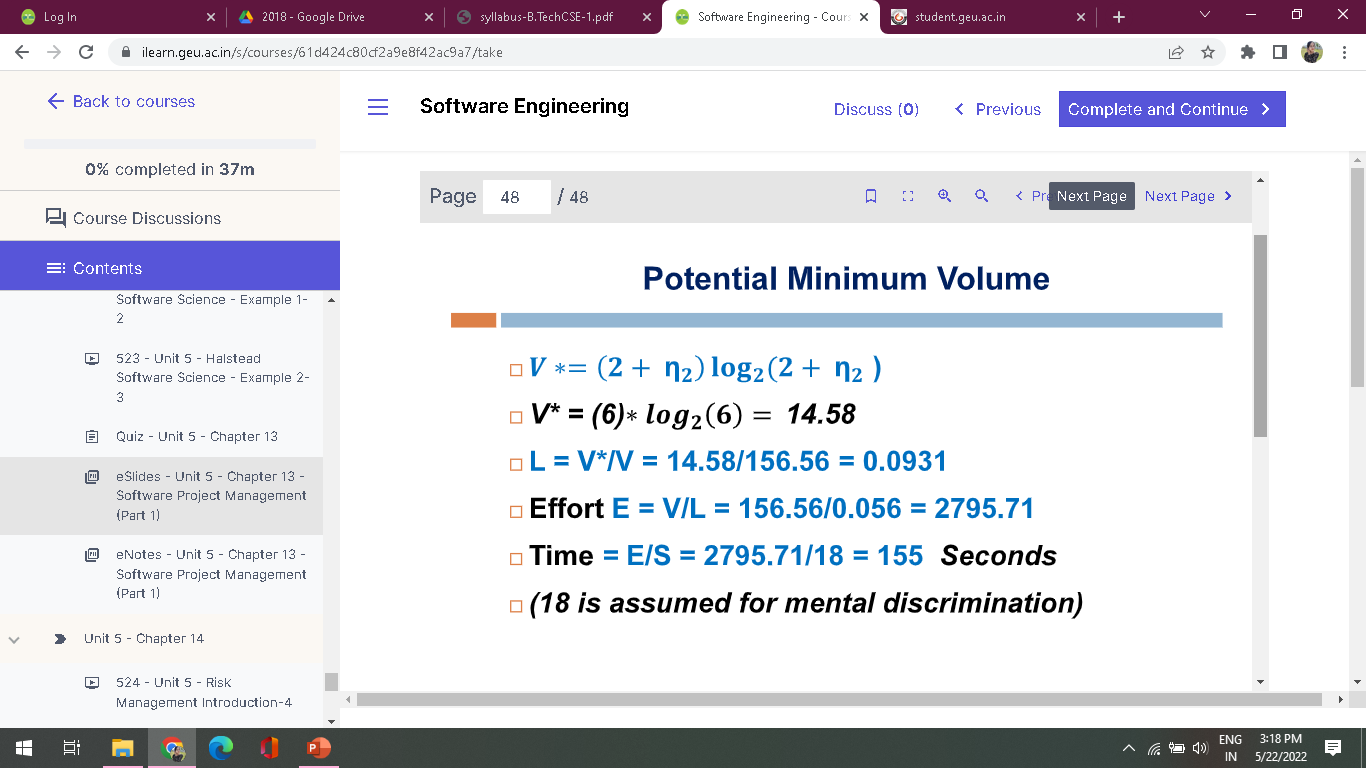 Log In
2018 - Google Drive
syllabus-B.TechCSE-1.pdf
Software Engineering - Cour
student.geu.ac.in
ilearn.geu.ac.in/s/courses/61d424c80cf2a9e8f42ac9a7/take
Back to courses
0% completed in 37m
Course Discussions
Contents
Software Science - Example 1-
2
523 - Unit 5 - Halstead
Software Science - Example 2-
3
Quiz - Unit 5 - Chapter 13
eSlides - Unit 5 - Chapter 13 -
Software Project Management
(Part 1)
eNotes - Unit 5 - Chapter 13 -
Software Project Management
(Part 1)
Unit 5 - Chapter 14
524 - Unit 5 - Risk
Management Introduction-4
Software Engineering
Discuss (0)
Previous
Complete and Continue
Page 48 / 48
Pre
Next Page
Next Page
Potential Minimum Volume
V ∗= (2 + η₂) log₂(2 + η₂ )
V* = (6)∗ log₂(6) = 14.58
L = V*/V = 14.58/156.56 = 0.0931
Effort E = V/L = 156.56/0.056 = 2795.71
Time = E/S = 2795.71/18 = 155 Seconds
(18 is assumed for mental discrimination)
ENG
IN
3:18 PM
5/22/2022